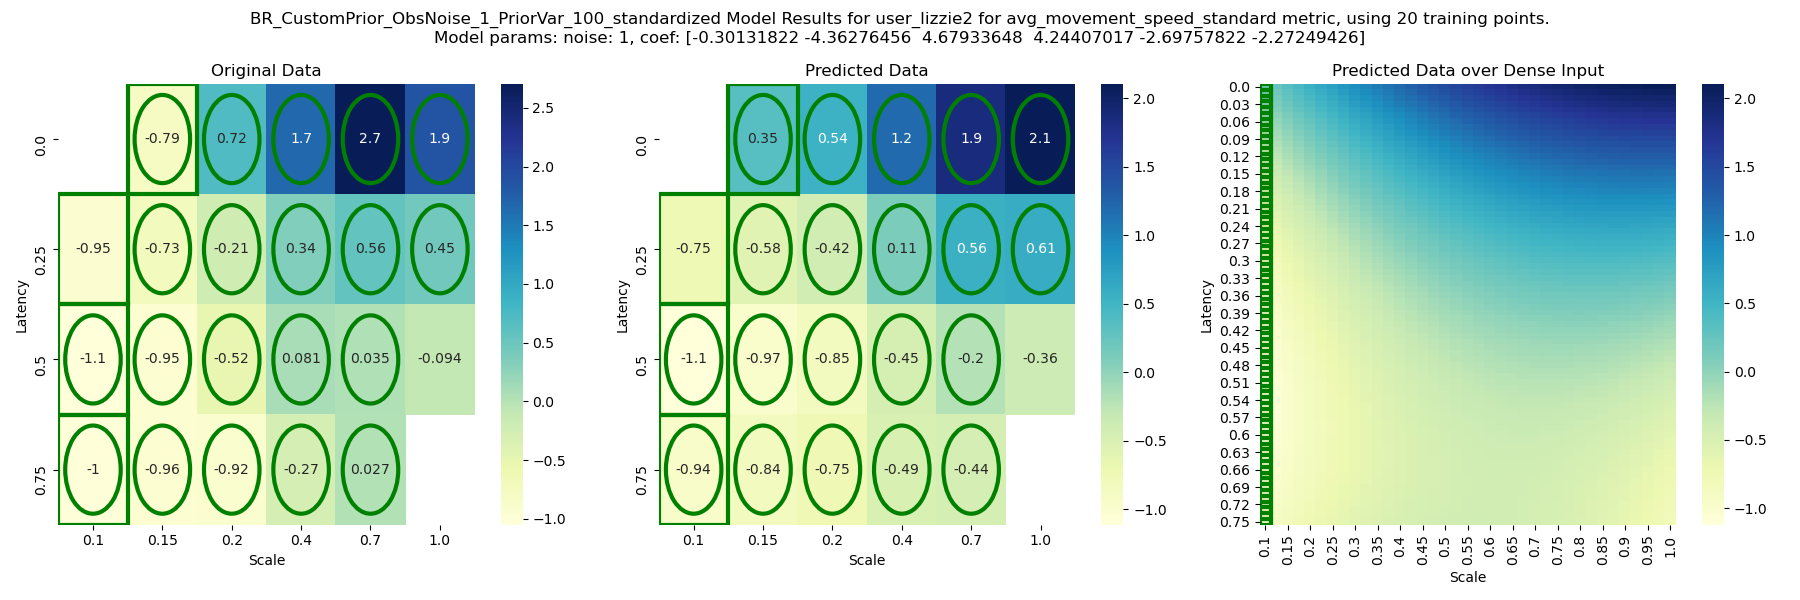 BR_CustomPrior_ObsNoise_1_PriorVar_100_standardized Model Results for user_lizzie2 for avg_movement_speed_standard metric, using 20 training points.
Model params: noise: 1, coef: [-0.30131822 -4.36276456  4.67933648  4.24407017 -2.69757822 -2.27249426]
Original Data
0.0
-0.79 0.72 1.7 2.7 1.9
0.25
-0.95 -0.73 -0.21 0.34 0.56 0.45
0.5
-1.1 -0.95 -0.52 0.081 0.035 -0.094
0.75
-1 -0.96 -0.92 -0.27 0.027
0.1 0.15 0.2 0.4 0.7 1.0
Scale
Latency
2.5
2.0
1.5
1.0
0.5
0.0
−0.5
−1.0
Predicted Data
0.0
0.35 0.54 1.2 1.9 2.1
0.25
-0.75 -0.58 -0.42 0.11 0.56 0.61
0.5
-1.1 -0.97 -0.85 -0.45 -0.2 -0.36
0.75
-0.94 -0.84 -0.75 -0.49 -0.44
0.1 0.15 0.2 0.4 0.7 1.0
Scale
Latency
2.0
1.5
1.0
0.5
0.0
−0.5
−1.0
Predicted Data over Dense Input
0.0
0.03
0.06
0.09
0.12
0.15
0.18
0.21
0.24
0.27
0.3
0.33
0.36
0.39
0.42
0.45
0.48
0.51
0.54
0.57
0.6
0.63
0.66
0.69
0.72
0.75
0.1 0.15 0.2 0.25 0.3 0.35 0.4 0.45 0.5 0.55 0.6 0.65 0.7 0.75 0.8 0.85 0.9 0.95 1.0
Scale
Latency
2.0
1.5
1.0
0.5
0.0
−0.5
−1.0